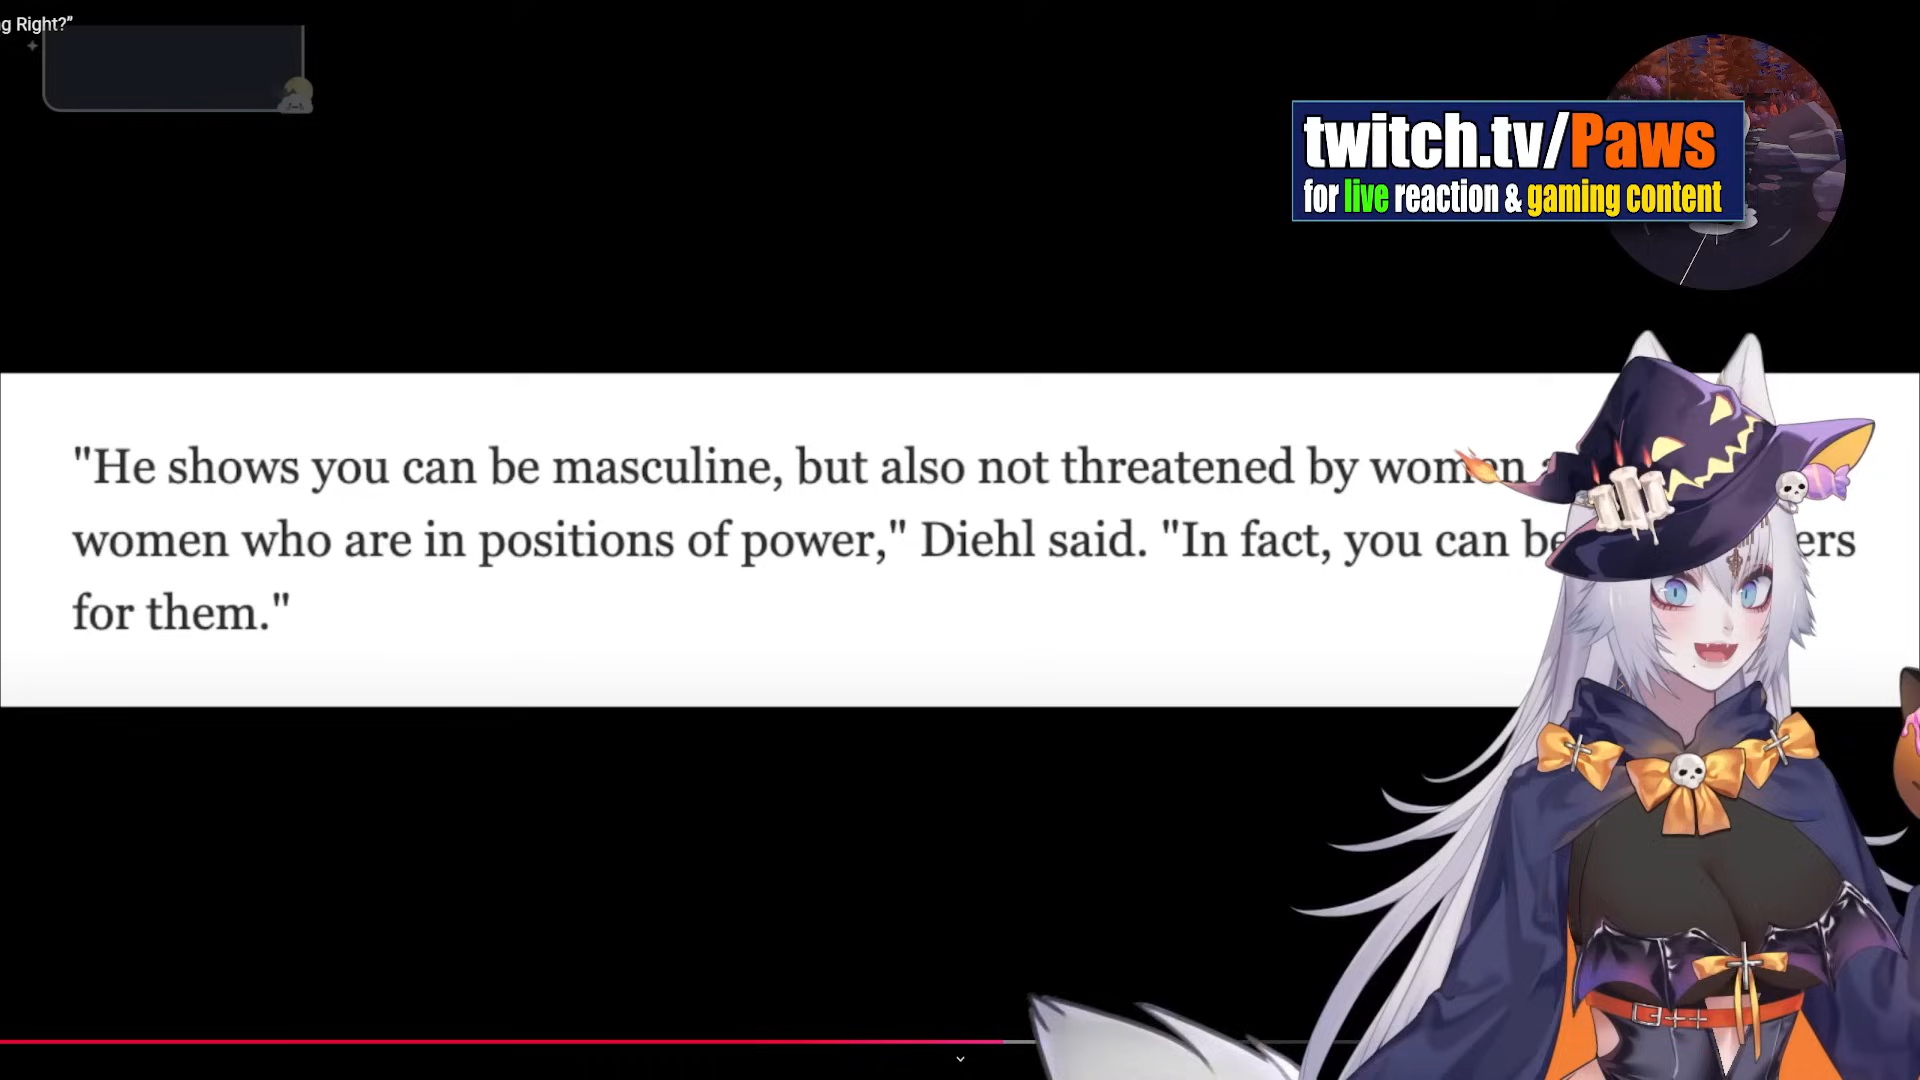 g Right?”
twitch.tv/Paws
for live reaction & gaming content
"He shows you can be masculine, but also not threatened by women
women who are in positions of power," Diehl said. "In fact, you can be
for them."